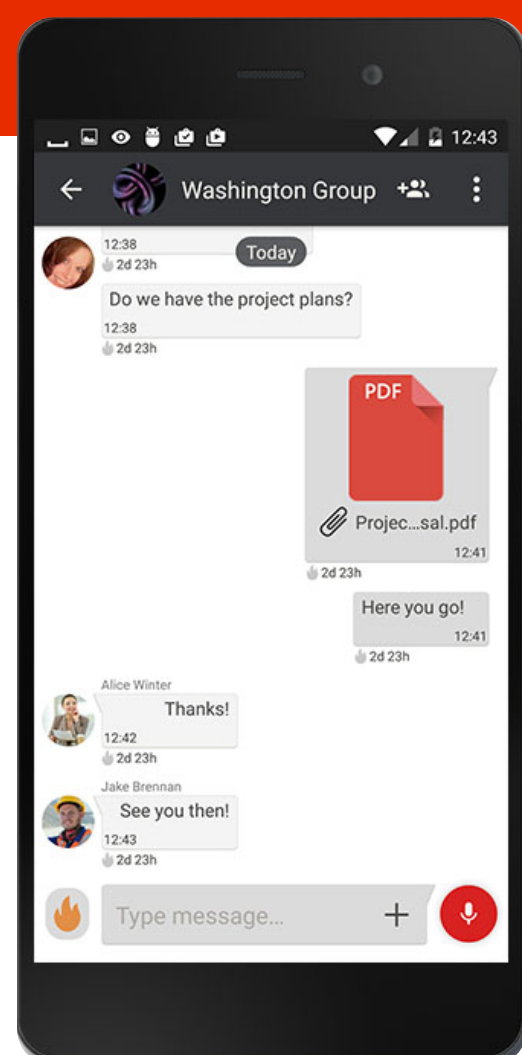 12:43
Washington Group
12:38
Today
2d 23h
Do we have the project plans?
12:38
2d 23h
PDF
Projec...sal.pdf
12:41
2d 23h
Here you go!
12:41
2d 23h
Alice Winter
Thanks!
12:42
2d 23h
Jake Brennan
See you then!
12:43
2d 23h
Type message...